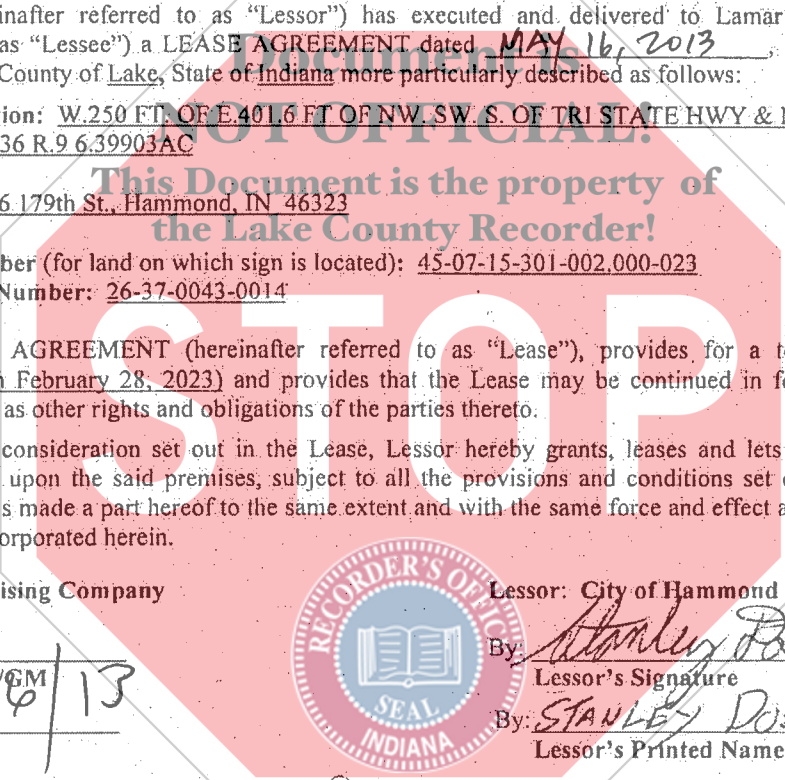 inafter referred to as “Lessor”) has executed and delivered to Lamar
as “Lessee”) a LEASE AGREEMENT dated MAY 16, 2013,
County of Lake, State of Indiana more particularly described as follows:
Document is
ion: W.250 FT. OF E.401.6 FT OF NW. SW. S. OF TRI STATE HWY &
NOT OFFICIAL!
36 R.9 6.39903AC
This Document is the property of
6 179th St., Hammond, IN 46323
the Lake County Recorder!
ber (for land on which sign is located): 45-07-15-301-002.000-023
Number: 26-37-0043-0014
STOP
AGREEMENT (hereinafter referred to as “Lease”), provides for a t
February 28, 2023) and provides that the Lease may be continued in f
as other rights and obligations of the parties thereto.
consideration set out in the Lease, Lessor hereby grants, leases and lets
upon the said premises, subject to all the provisions and conditions set
s made a part hereof to the same extent and with the same force and effect a
orporated herein.
ising Company
Lessor: City of Hammond
RECORDER'S OFFICE
SEAL
INDIANA
By: Stanley
Lessor's Signature
/GM
6/13
By: STANLEY DOS
Lessor's Printed Name